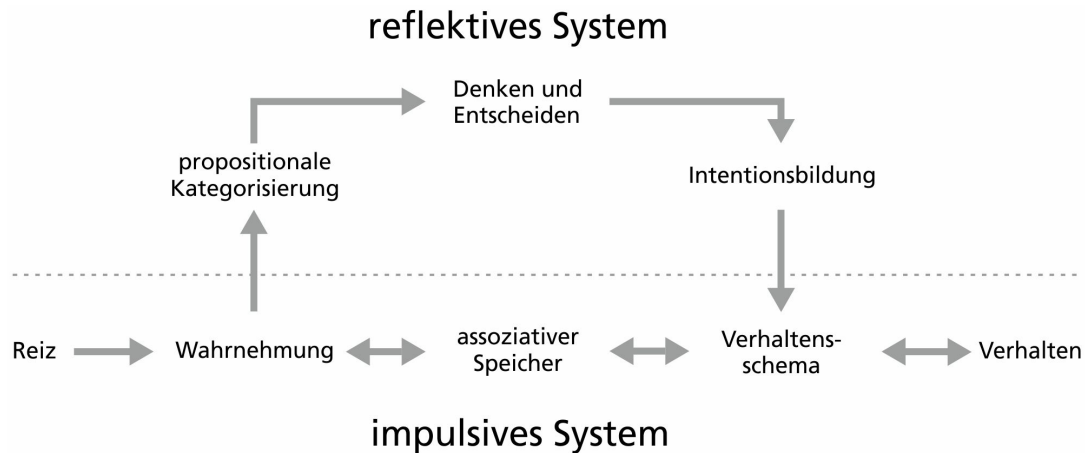 reflektives System
Denken und
Entscheiden
propositionale
Kategorisierung
Intentionsbildung
Reiz
Wahrnehmung
assoziativer
Speicher
Verhaltens-
schema
Verhalten
impulsives System